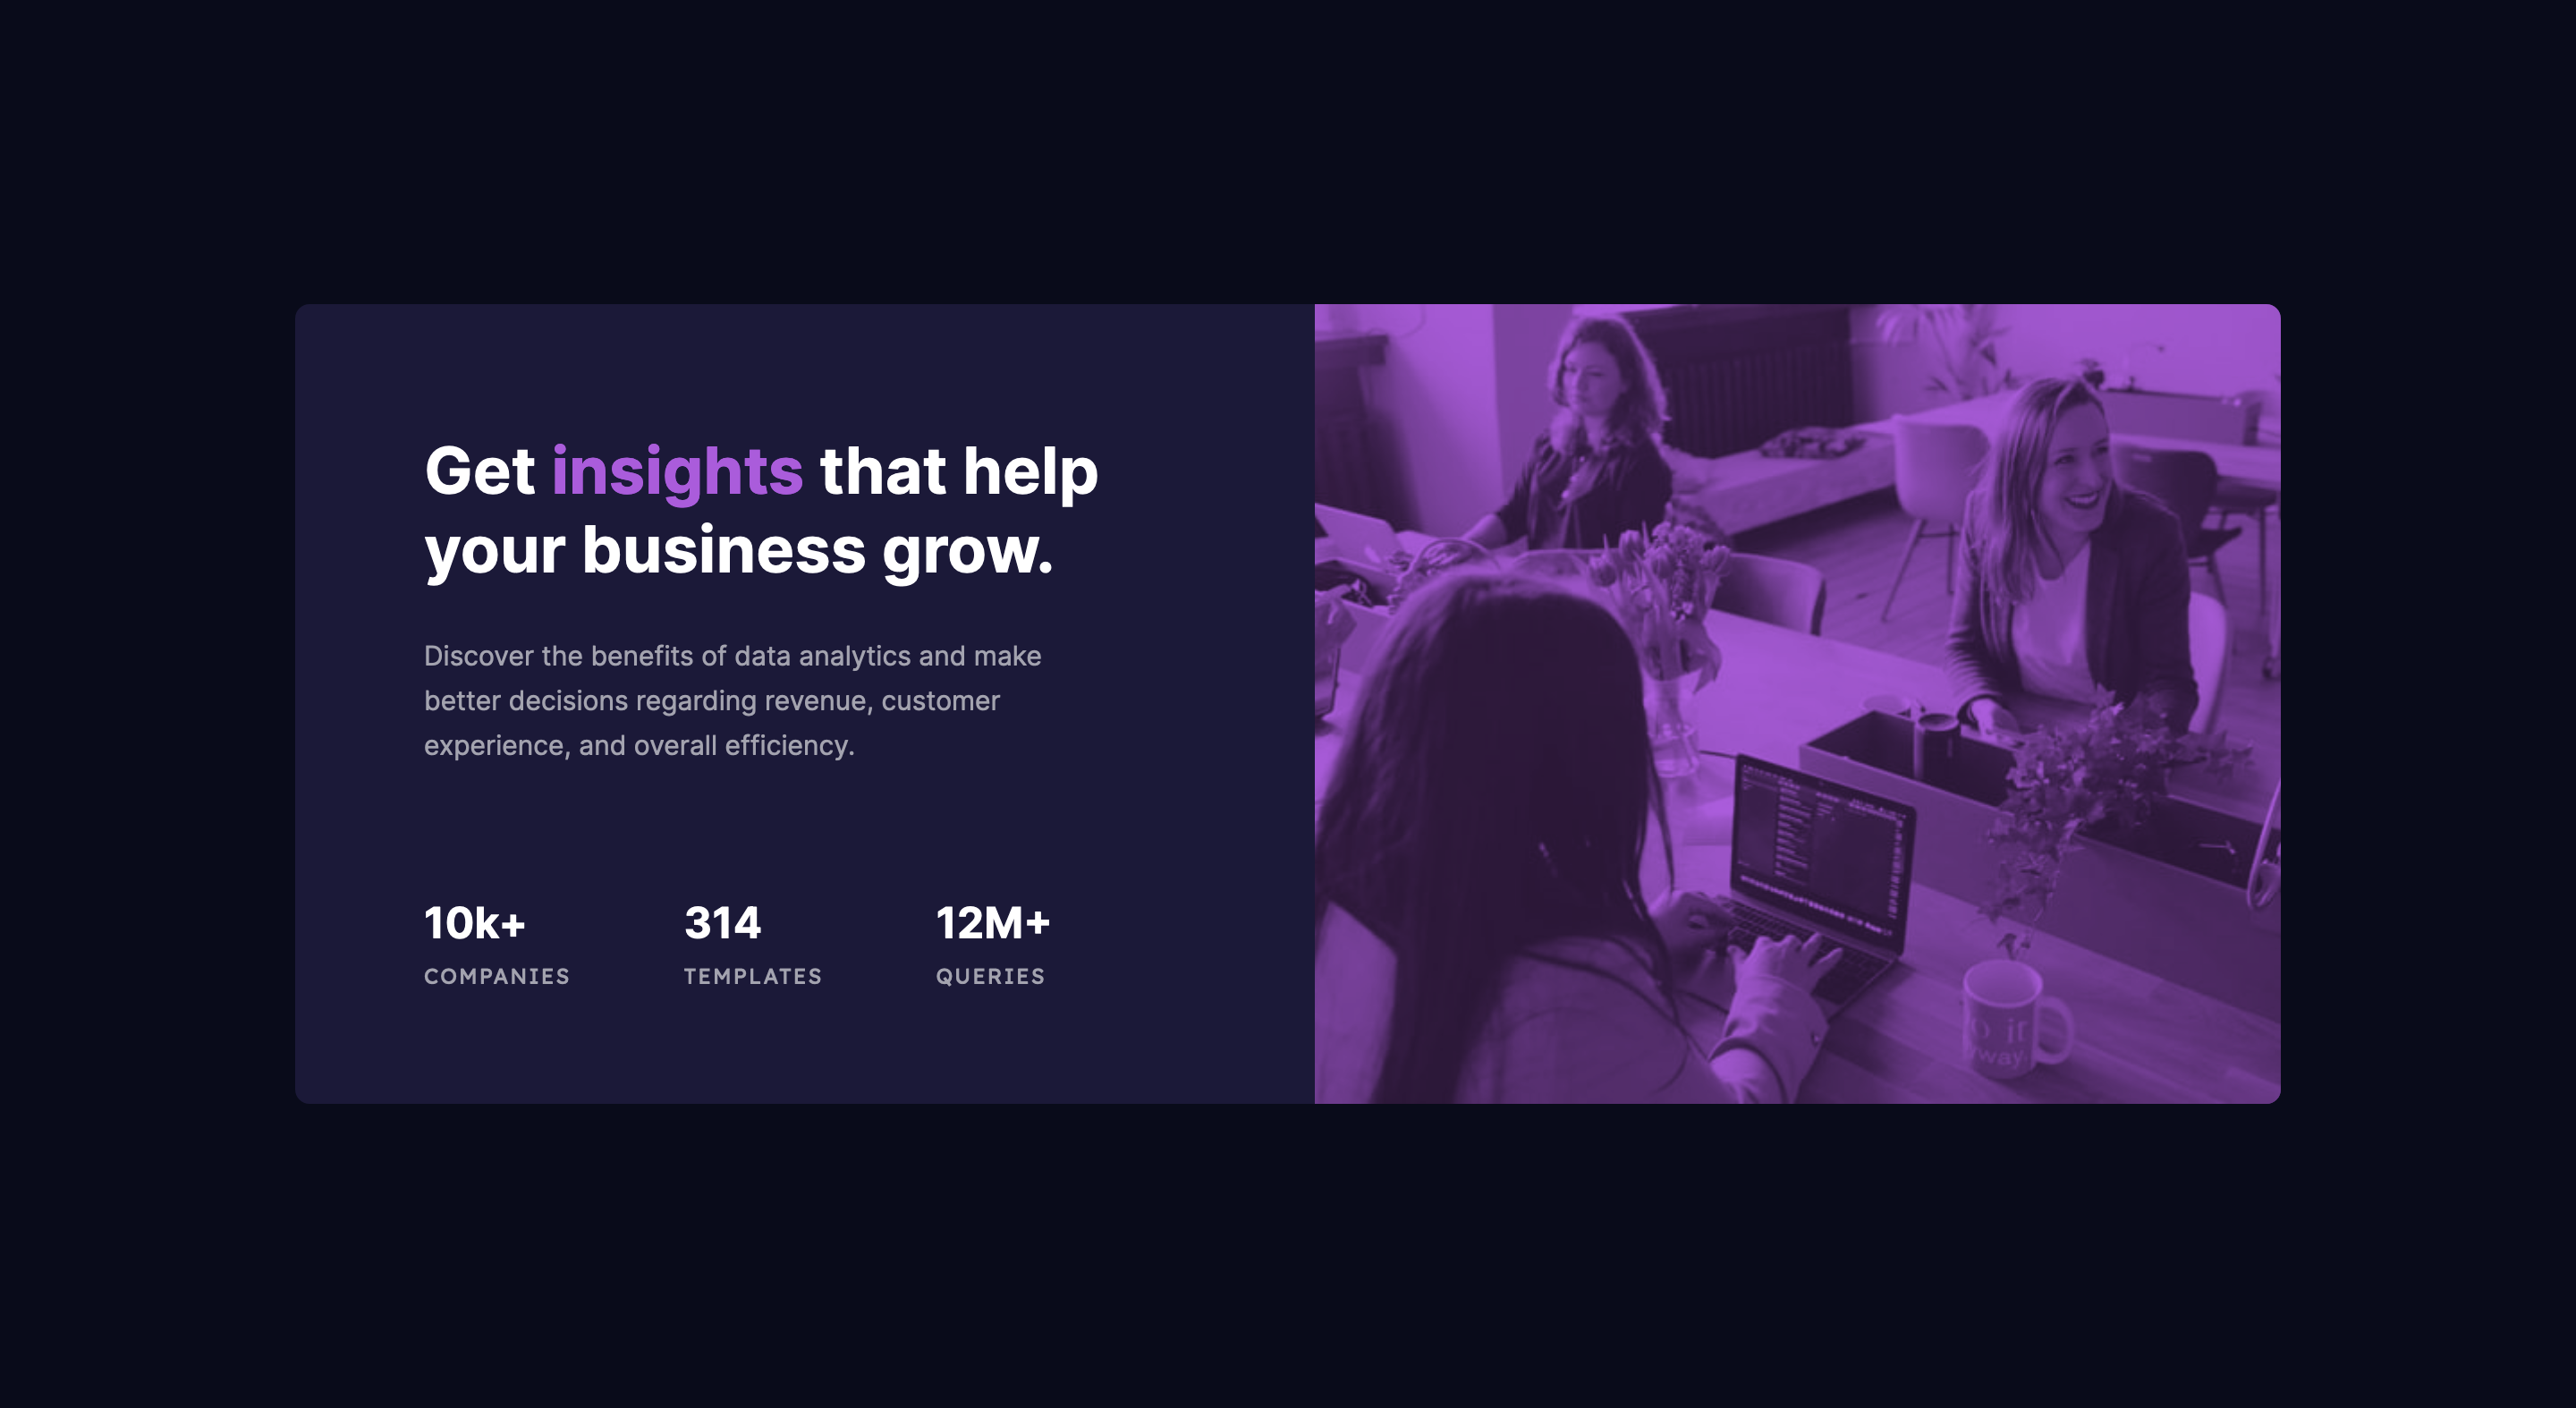 Get insights that help
your business grow.
Discover the benefits of data analytics and make
better decisions regarding revenue, customer
experience, and overall efficiency.
10k+
314
12M+
COMPANIES
TEMPLATES
QUERIES